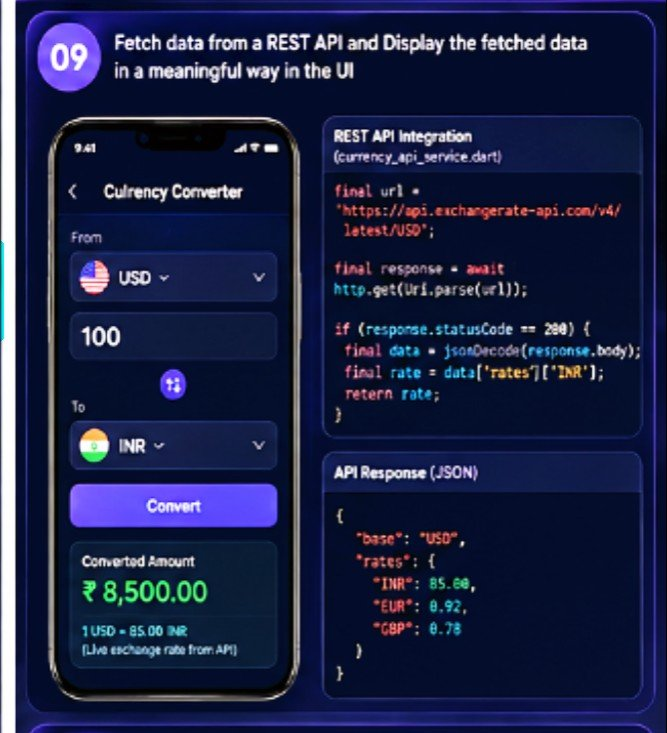 09
Fetch data from a REST API and Display the fetched data
in a meaningful way in the UI
9:41
Culrency Converter
From
USD
100
To
INR
Convert
Converted Amount
₹ 8,500.00
1 USD = 85.00 INR
(Live exchange rate from API)
REST API Integration
(currency_api_service.dart)
final url =
"https://api.exchangerate-api.com/v4/
latest/USD";
final response = await
http.get(Uri.parse(url));
if (response.statusCode == 200) {
final data = jsonDecode(response.body);
final rate = data['rates']['INR'];
retern rate;
}
API Response (JSON)
{
"base": "USD",
"rates": {
"INR": 85.00,
"EUR": 0.92,
"GBP": 0.78
}
}